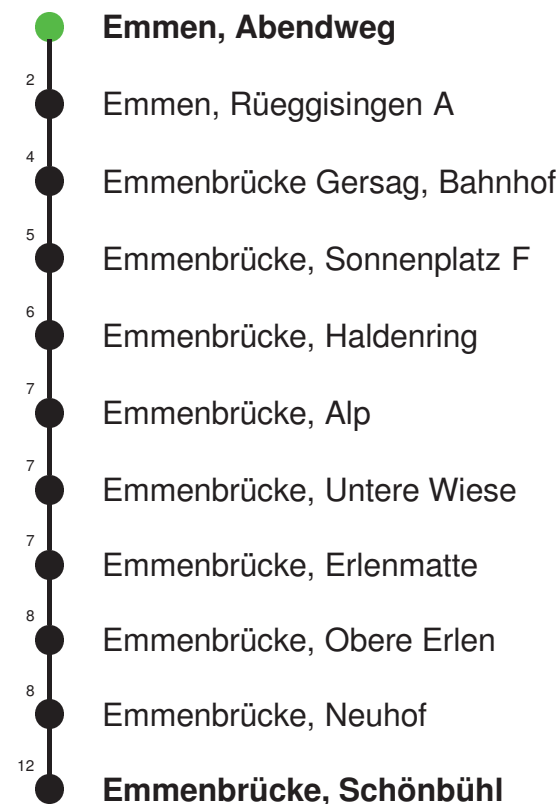 Emmen, Abendweg
2
Emmen, Rüeggisingen A
4
Emmenbrücke Gersag, Bahnhof
5
Emmenbrücke, Sonnenplatz F
6
Emmenbrücke, Haldenring
7
Emmenbrücke, Alp
7
Emmenbrücke, Untere Wiese
7
Emmenbrücke, Erlenmatte
8
Emmenbrücke, Obere Erlen
8
Emmenbrücke, Neuhof
12
Emmenbrücke, Schönbühl